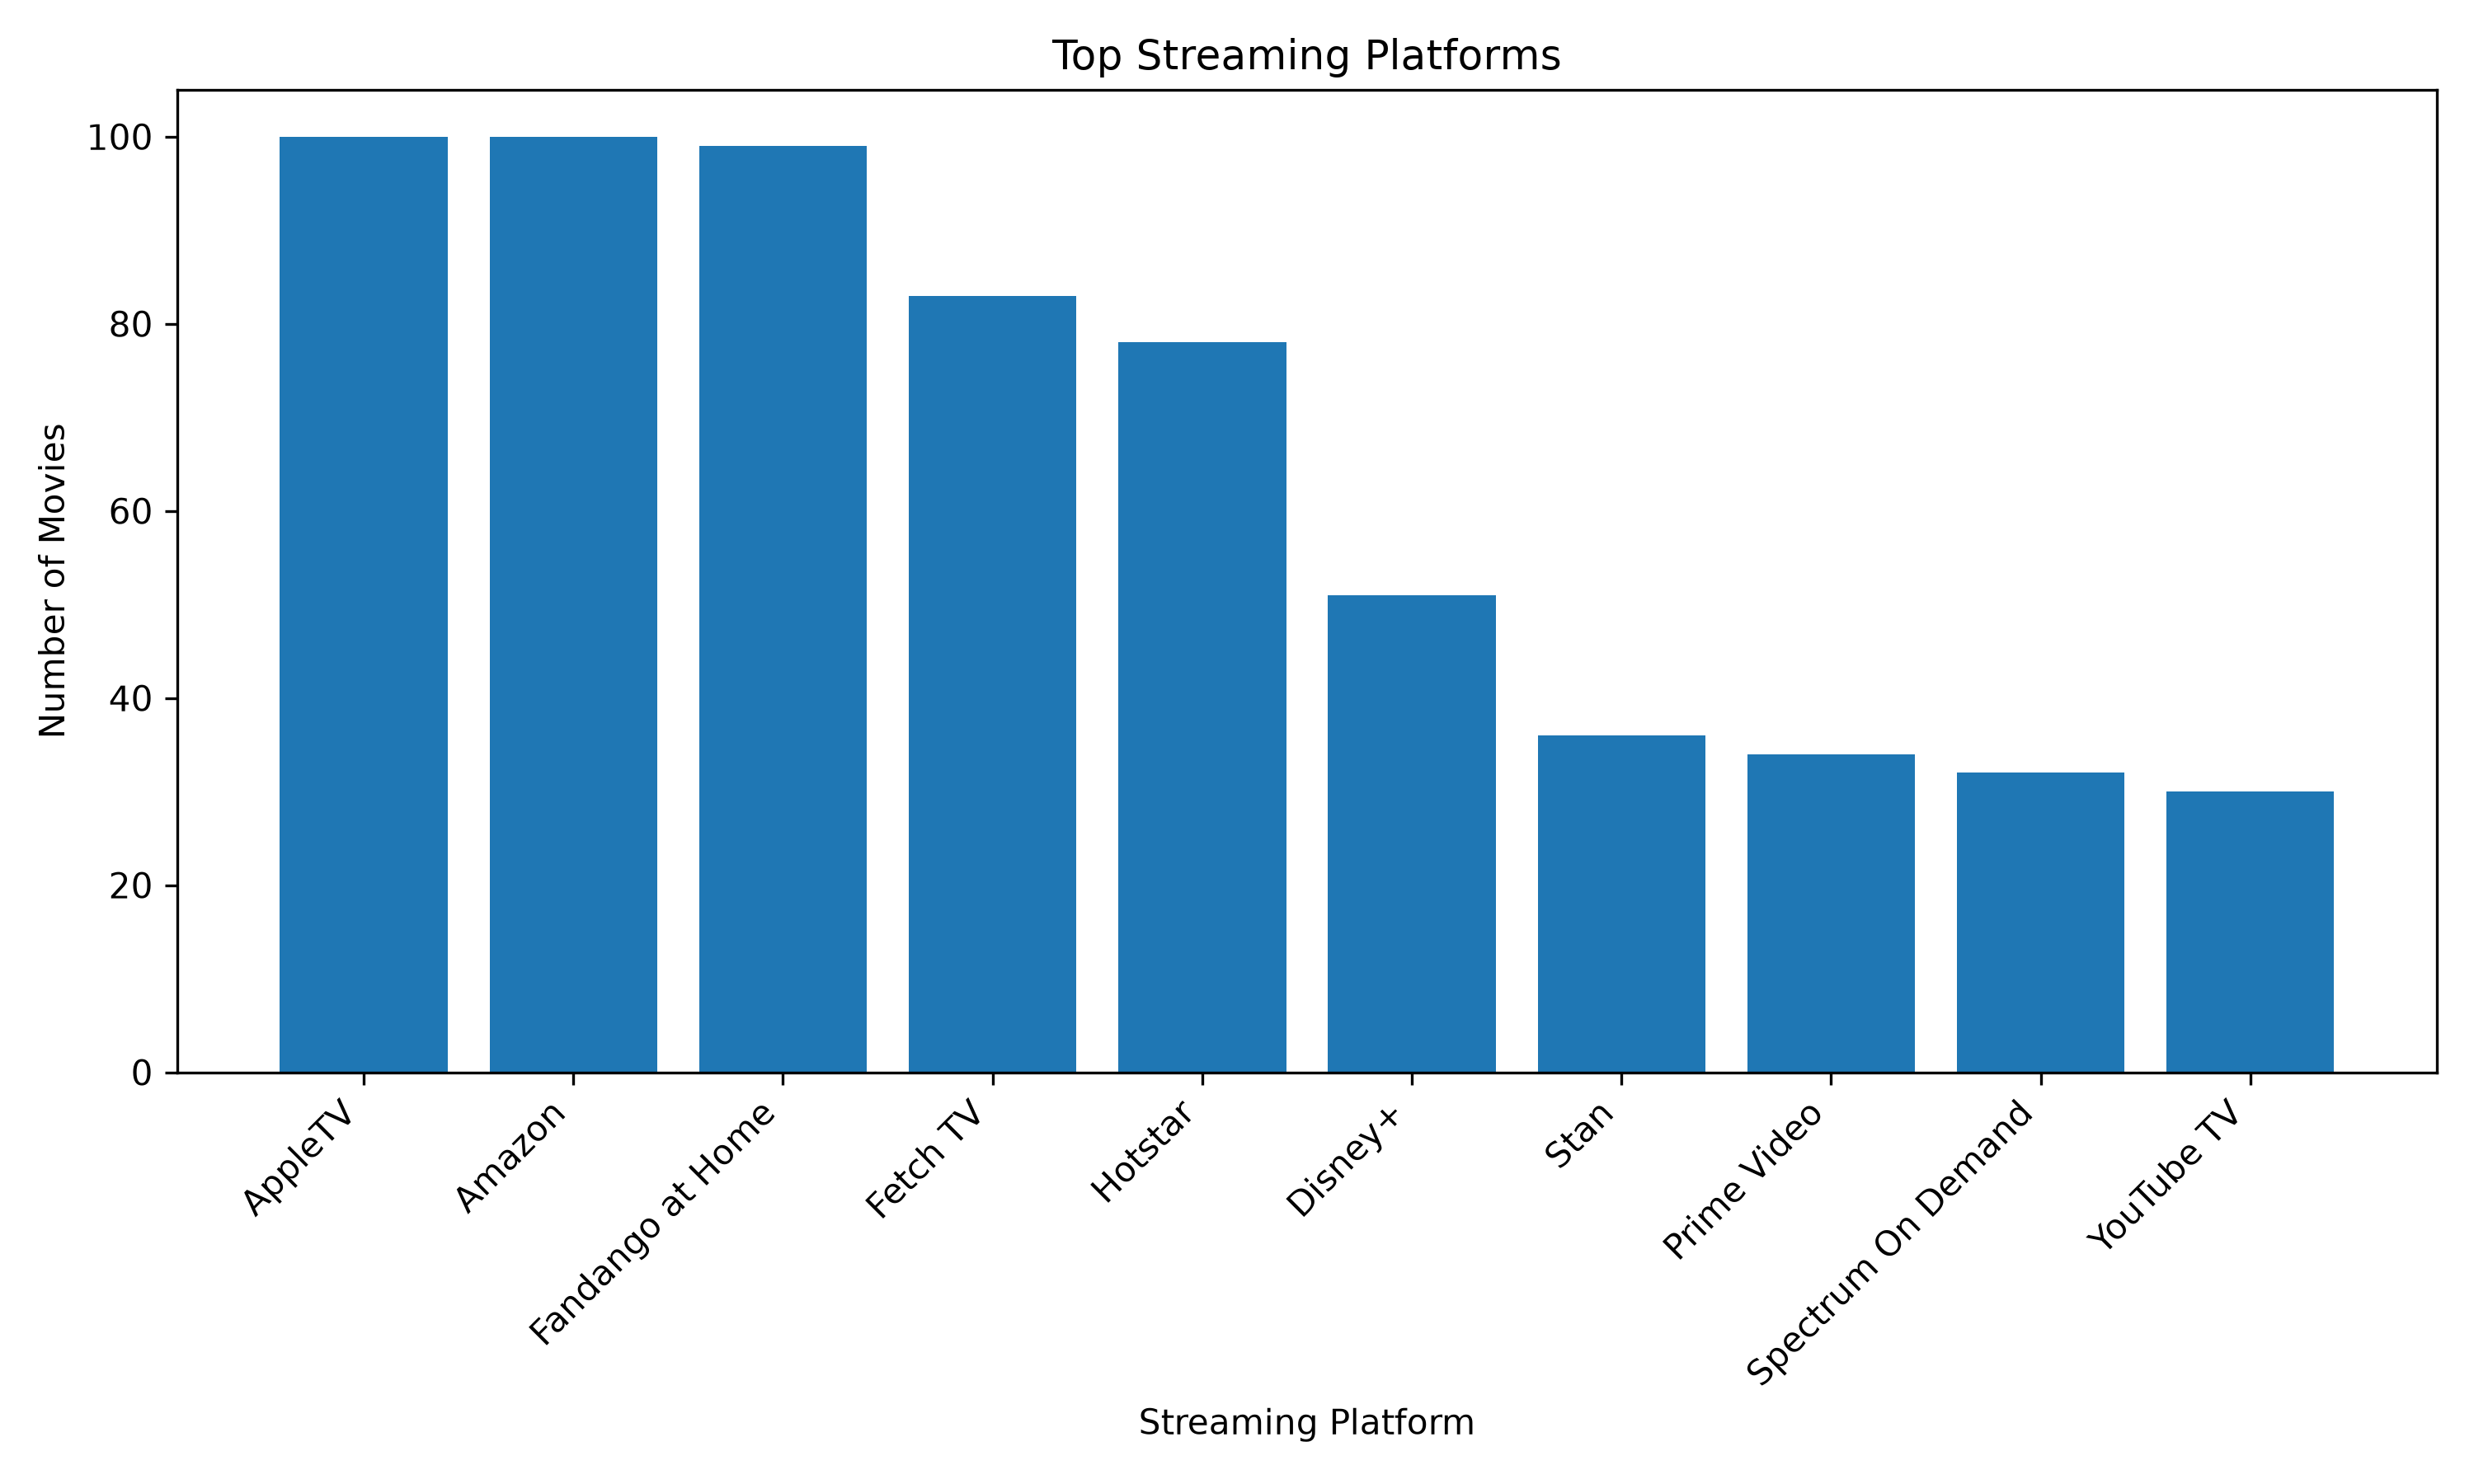 Top Streaming Platforms
Number of Movies
100
80
60
40
20
0
AppleTV
Amazon
Fandango at Home
Fetch TV
Hotstar
Disney+
Stan
Prime Video
Spectrum On Demand
YouTube TV
Streaming Platform